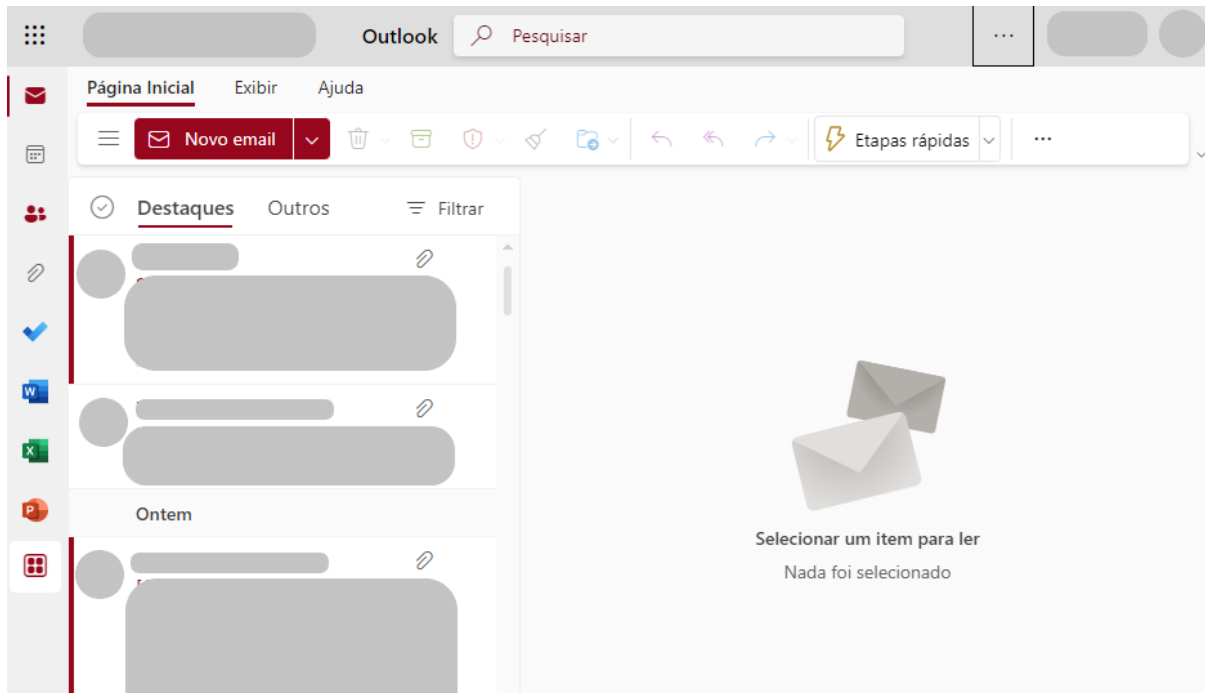 Outlook
Pesquisar
...
Página Inicial Exibir Ajuda
Novo email
Etapas rápidas
...
Destaques Outros Filtrar
Ontem
Selecionar um item para ler
Nada foi selecionado
W
X
P